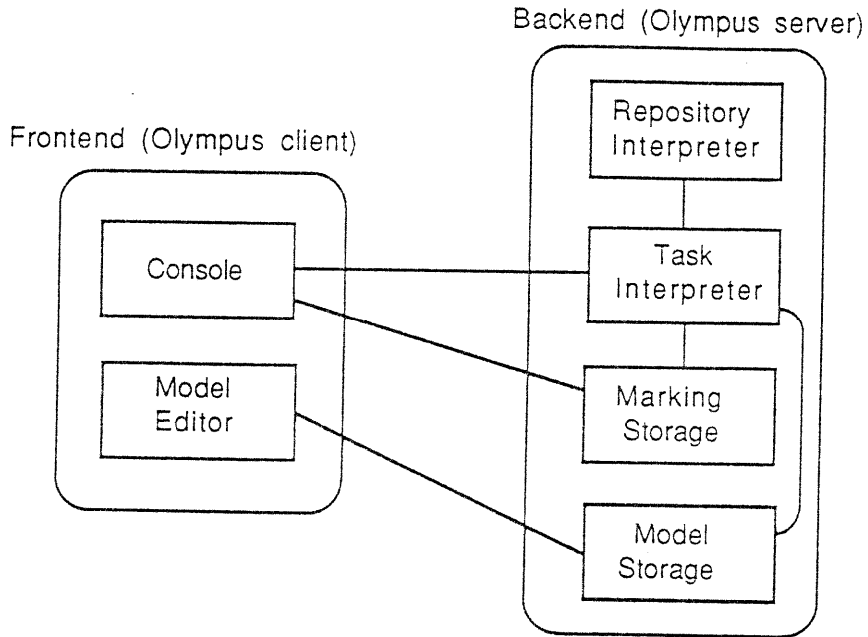 Backend (Olympus server)
Repository
Interpreter
Frontend (Olympus client)
Console
Task
Interpreter
Model
Editor
Marking
Storage
Model
Storage